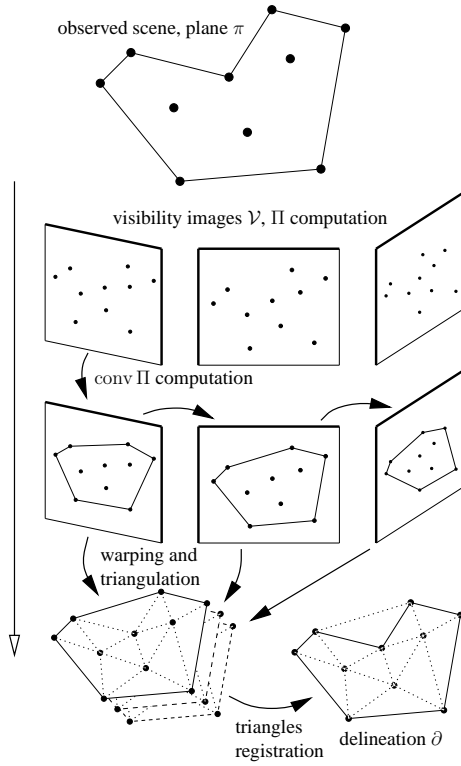 observed scene, plane π
visibility images 𝒱, Π computation
conv Π computation
warping and
triangulation
triangles
registration
delineation ∂